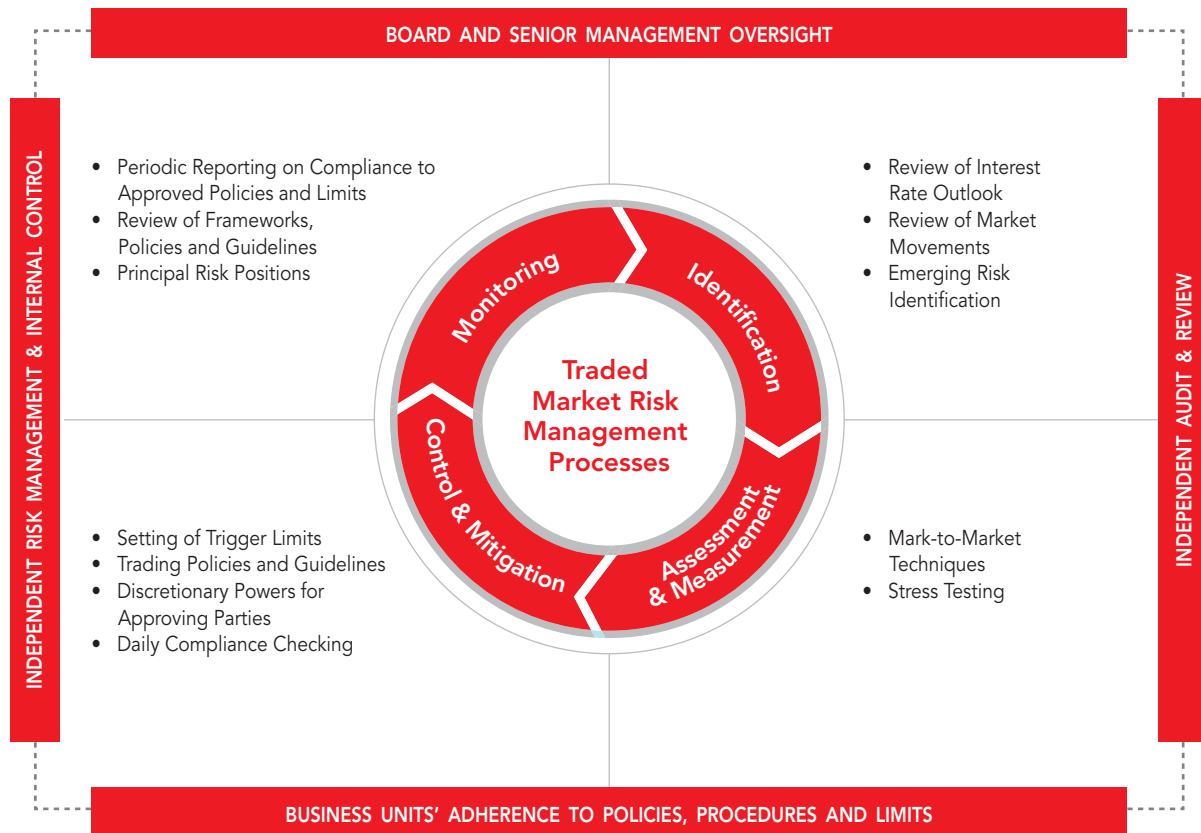 BOARD AND SENIOR MANAGEMENT OVERSIGHT
INDEPENDENT RISK MANAGEMENT & INTERNAL CONTROL
• Periodic Reporting on Compliance to
Approved Policies and Limits
• Review of Frameworks,
Policies and Guidelines
• Principal Risk Positions
• Review of Interest
Rate Outlook
• Review of Market
Movements
• Emerging Risk
Identification
INDEPENDENT AUDIT & REVIEW
Monitoring
Identification
Traded
Market Risk
Management
Processes
Control & Mitigation
Assessment
& Measurement
• Setting of Trigger Limits
• Trading Policies and Guidelines
• Discretionary Powers for
Approving Parties
• Daily Compliance Checking
• Mark-to-Market
Techniques
• Stress Testing
BUSINESS UNITS’ ADHERENCE TO POLICIES, PROCEDURES AND LIMITS